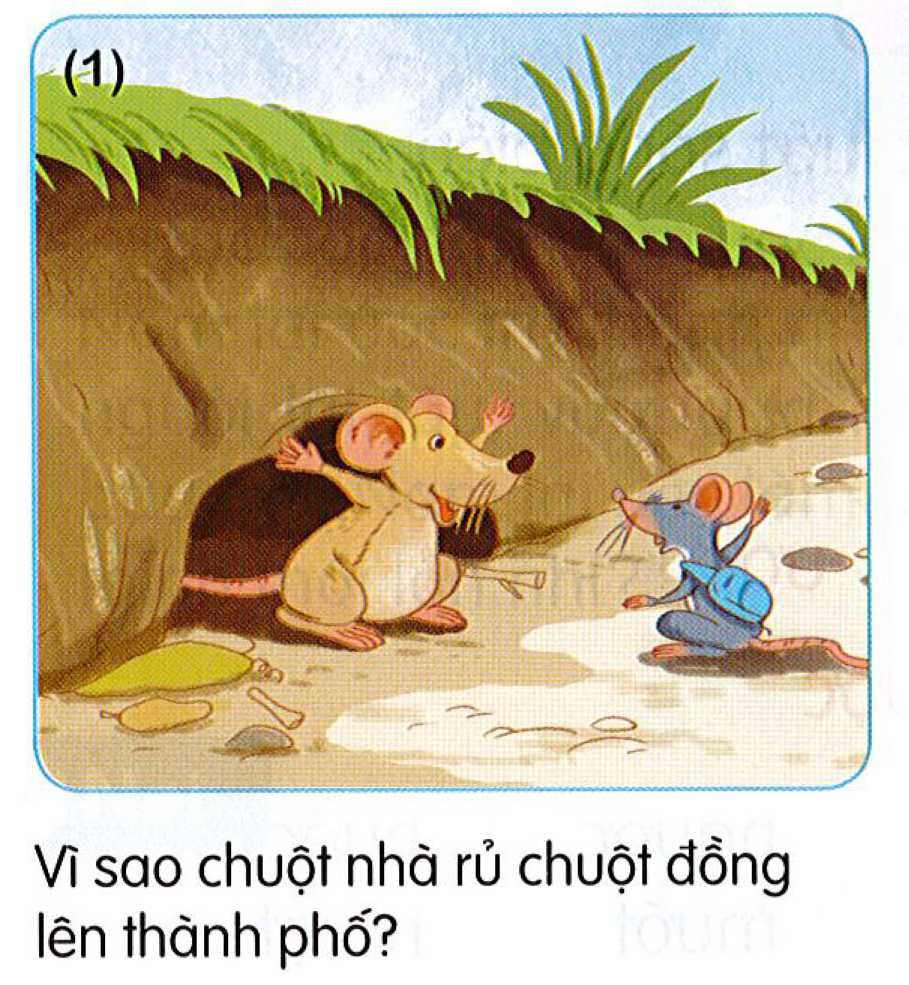 (1)
Vì sao chuột nhà rủ chuột đồng
lên thành phố?